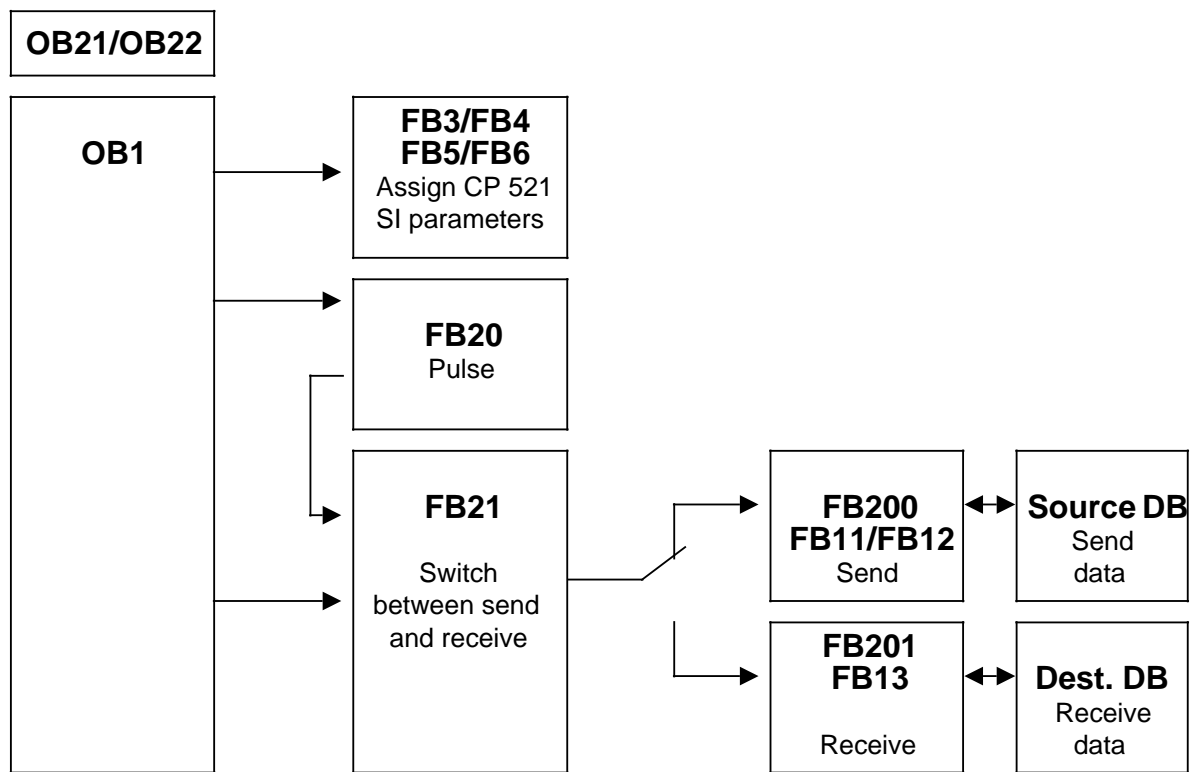 OB21/OB22
OB1
FB3/FB4
FB5/FB6
Assign CP 521
SI parameters
FB20
Pulse
FB21
Switch
between send
and receive
FB200
FB11/FB12
Send
Source DB
Send
data
FB201
FB13
Receive
Dest. DB
Receive
data